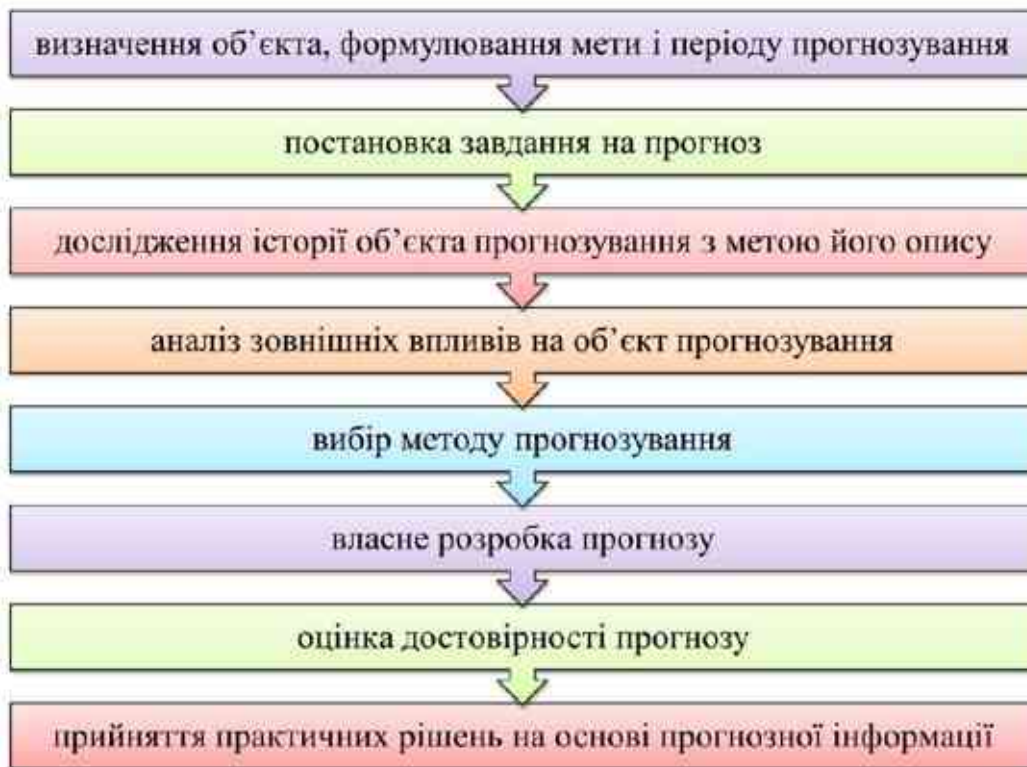 визначення об’єкта, формулювання мети і періоду прогнозування
постановка завдання на прогноз
дослідження історії об’єкта прогнозування з метою його опису
аналіз зовнішніх впливів на об’єкт прогнозування
вибір методу прогнозування
власне розробка прогнозу
оцінка достовірності прогнозу
прийняття практичних рішень на основі прогнозної інформації